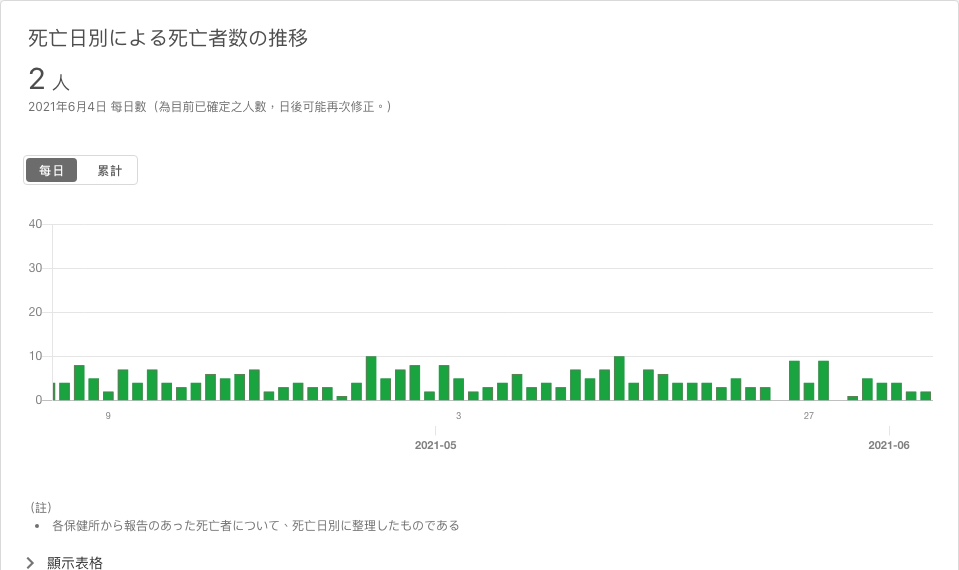 死亡日別による死亡者数の推移
2 人
2021年6月4日 每日數（為目前已確定之人數，日後可能再次修正。）
每日 累計
40
30
20
10
0
9 3 27
2021-05 2021-06
（註）
• 各保健所から報告のあった死亡者について、死亡日別に整理したものである
顯示表格